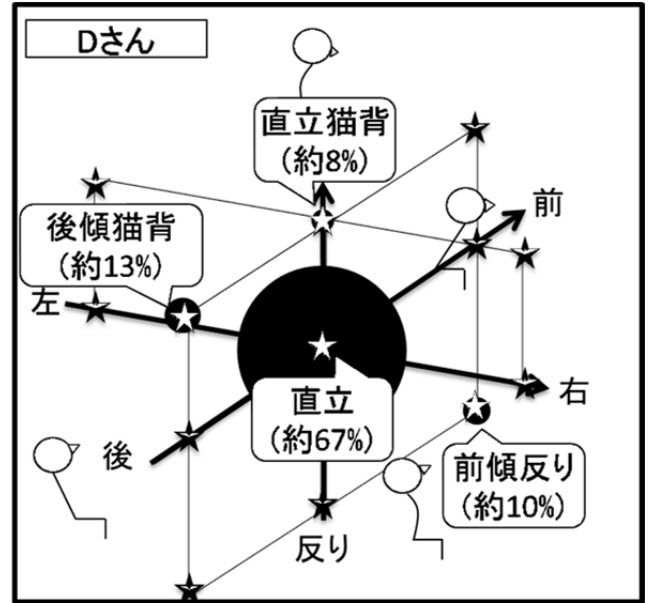 Dさん
直立猫背
(約8%)
前
後傾猫背
(約13%)
左
直立
(約67%)
右
後
前傾反り
(約10%)
反り